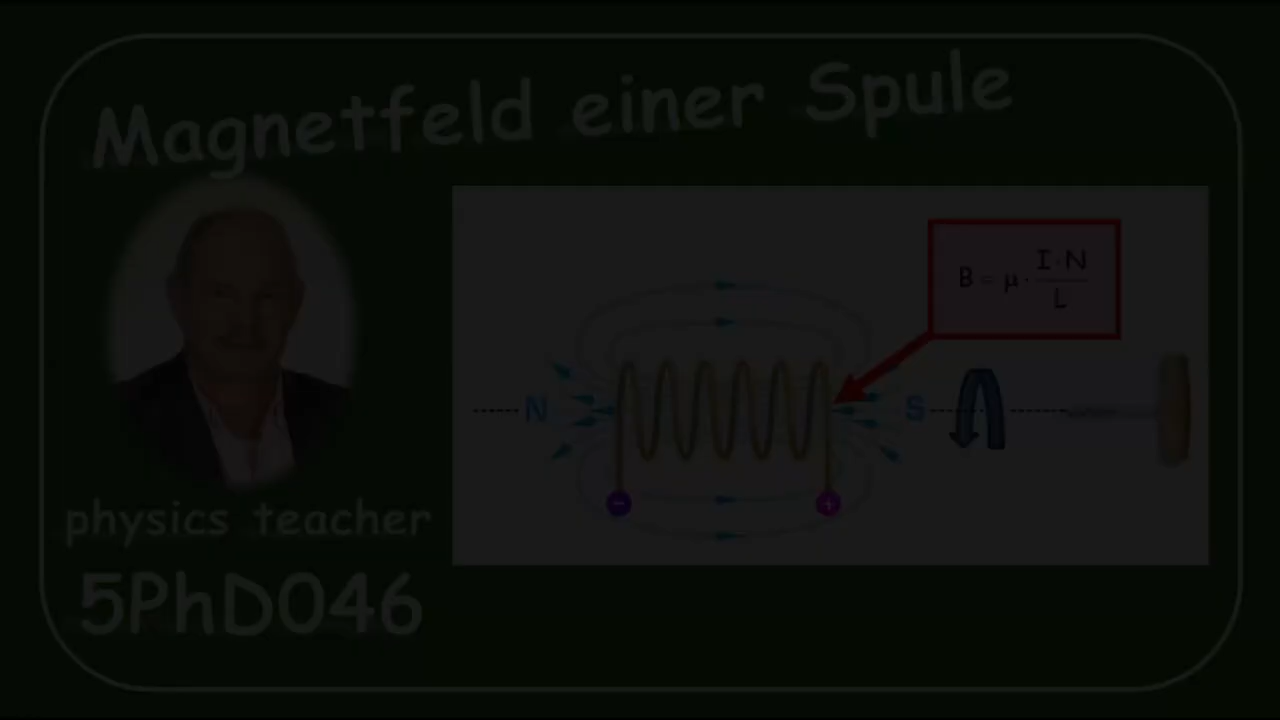 Magnetfeld einer Spule
B = μ · I · N / L
N
S
- +
physics teacher
5PhD046